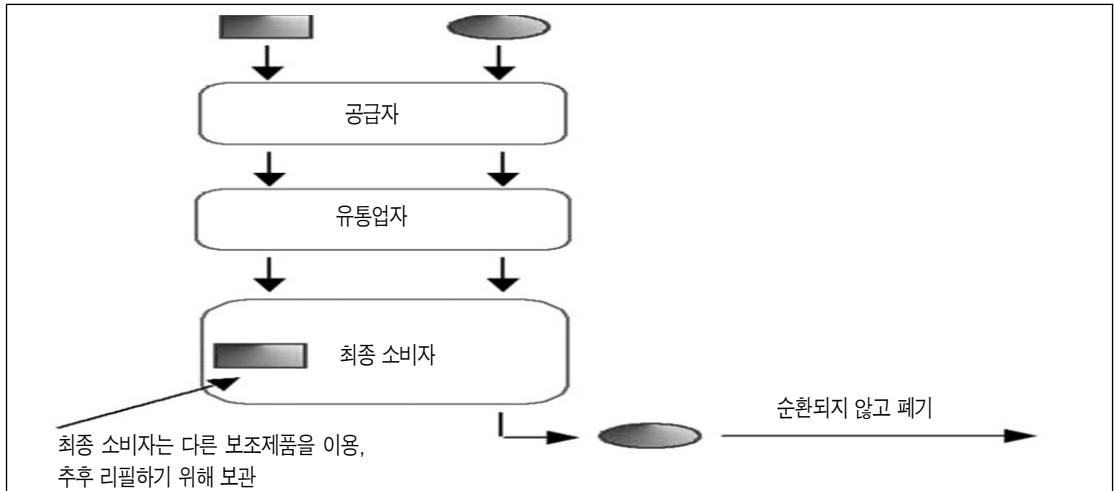 공급자
유통업자
최종 소비자
순환되지 않고 폐기
최종 소비자는 다른 보조제품을 이용,
추후 리필하기 위해 보관